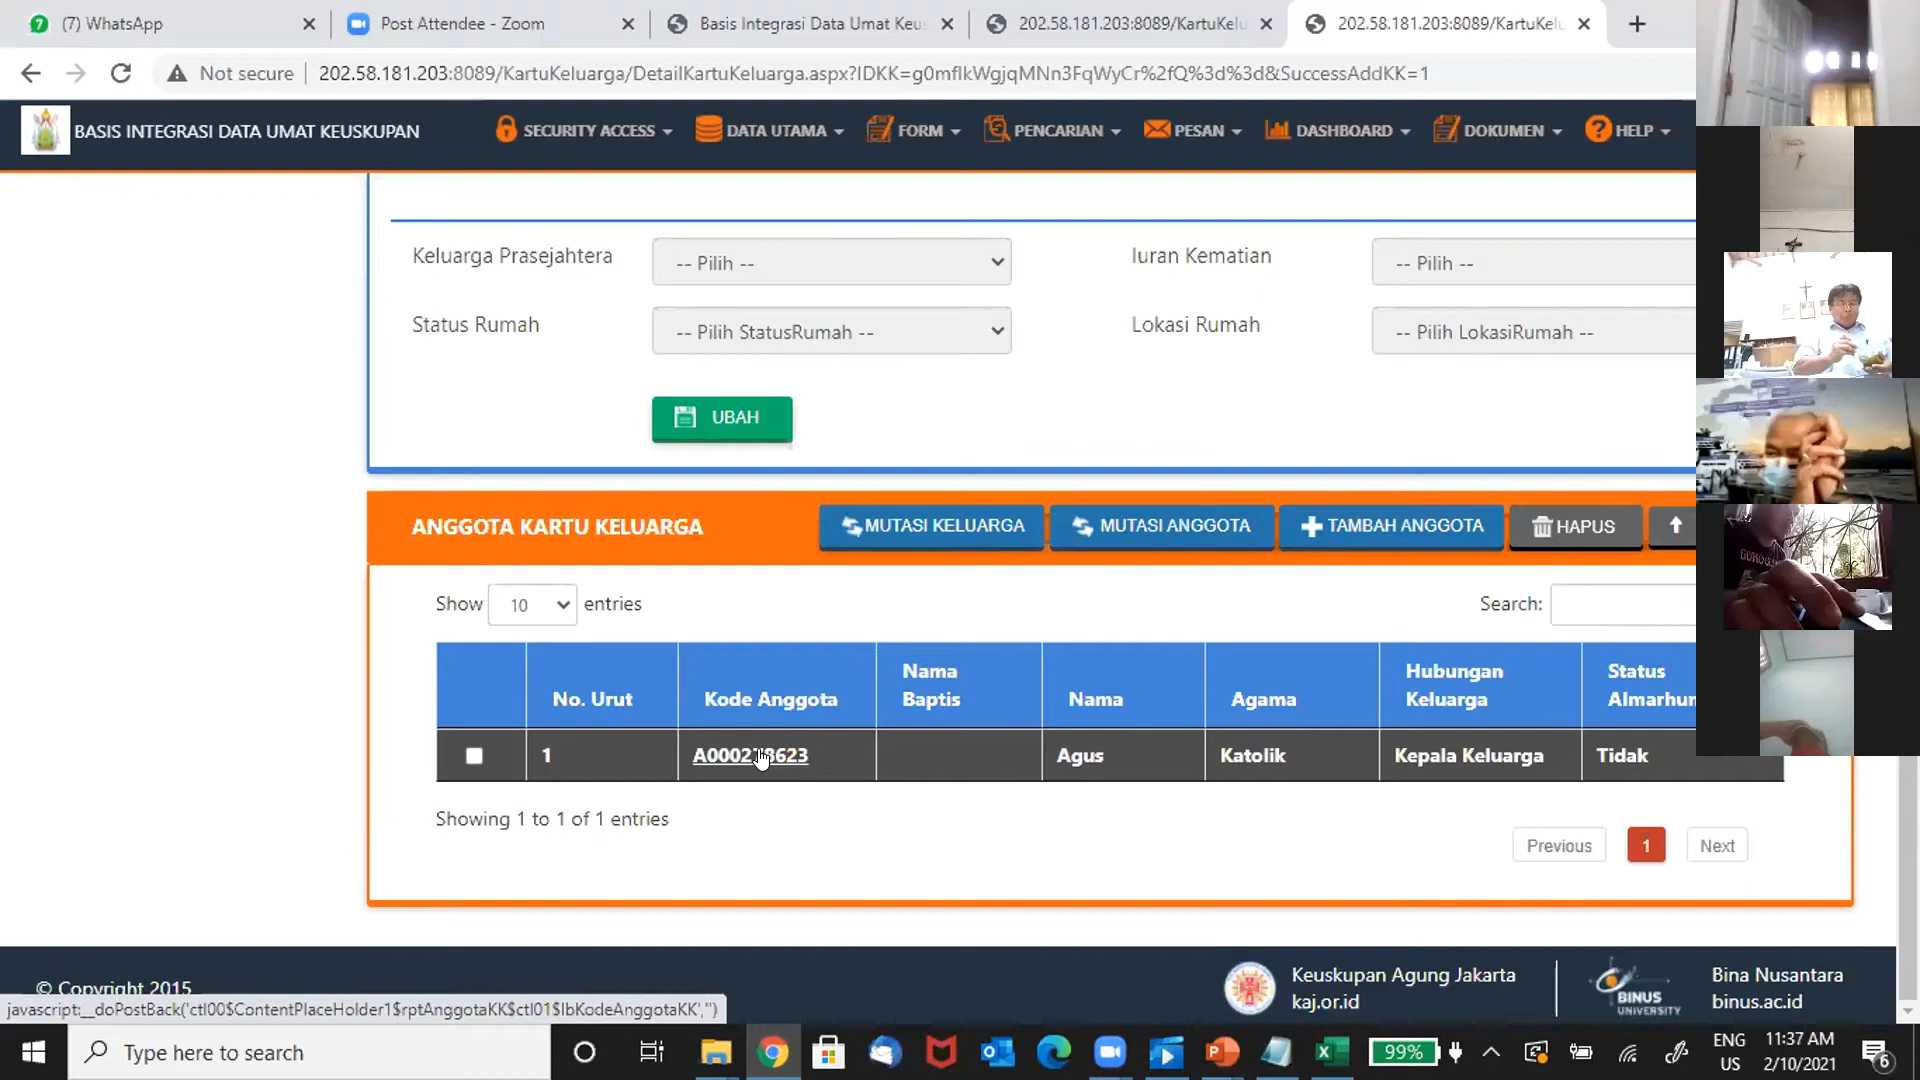 (7) WhatsApp
Post Attendee - Zoom
Basis Integrasi Data Umat Keus
202.58.181.203:8089/KartuKelu
202.58.181.203:8089/KartuKelu
Not secure
202.58.181.203:8089/KartuKeluarga/DetailKartuKeluarga.aspx?IDKK=g0mfIkWgjqMNn3FqWyCr%2fQ%3d%3d&SuccessAddKK=1
BASIS INTEGRASI DATA UMAT KEUSKUPAN
SECURITY ACCESS
DATA UTAMA
FORM
PENCARIAN
PESAN
DASHBOARD
DOKUMEN
HELP
Keluarga Prasejahtera
-- Pilih --
Iuran Kematian
-- Pilih --
Status Rumah
-- Pilih StatusRumah --
Lokasi Rumah
-- Pilih LokasiRumah --
UBAH
ANGGOTA KARTU KELUARGA
MUTASI KELUARGA
MUTASI ANGGOTA
TAMBAH ANGGOTA
HAPUS
Show 10 entries
Search:
No. Urut
Kode Anggota
Nama
Baptis
Nama
Agama
Hubungan
Keluarga
Status
Almarhum
1
A000278623
Agus
Katolik
Kepala Keluarga
Tidak
Showing 1 to 1 of 1 entries
Previous
1
Next
© Copyright 2015
Keuskupan Agung Jakarta
kaj.or.id
BINUS
UNIVERSITY
Bina Nusantara
binus.ac.id
javascript:__doPostBack('ctl00$ContentPlaceHolder1$rptAnggotaKK$ctl01$lbKodeAnggotaKK','')
Type here to search
99%
ENG
US
11:37 AM
2/10/2021
6